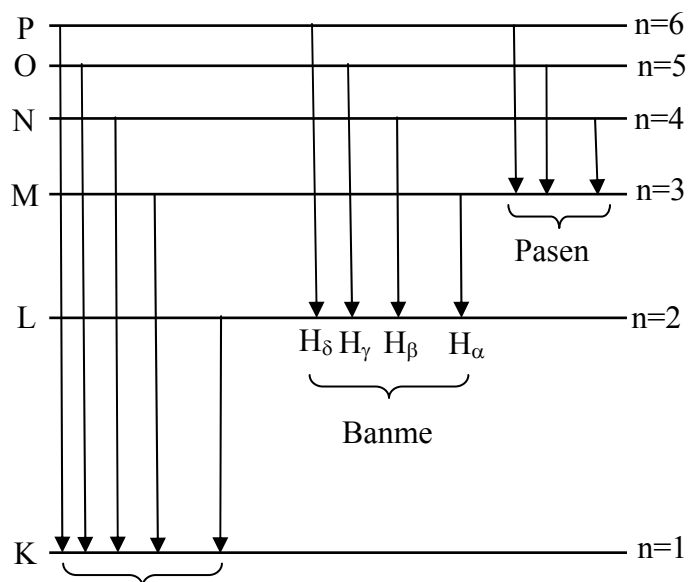 P n=6
O n=5
N n=4
M n=3
Pasen
L n=2
Hδ Hγ Hβ Hα
Banme
K n=1